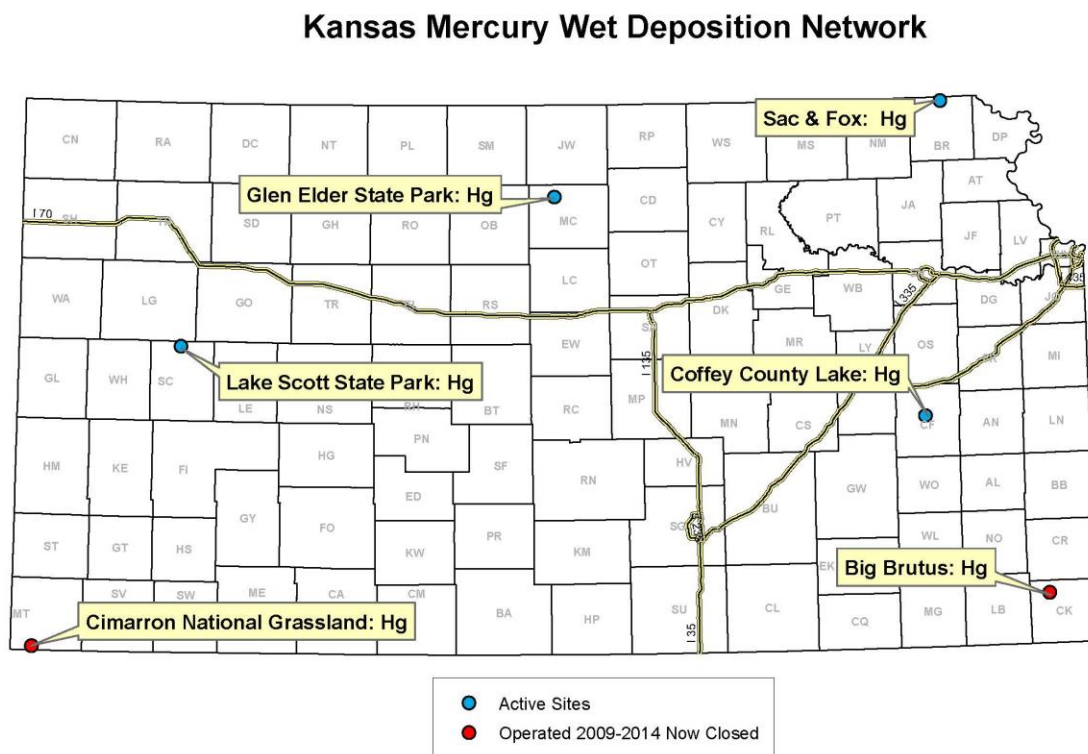 Kansas Mercury Wet Deposition Network
Sac & Fox: Hg
CN RA DC NT PL SM JW RP WS MS NM BR DP
Glen Elder State Park: Hg
I 70
SH SD GH RO OB MC CD CY RL PT JA AT JF LV
WA LG GO TR RS LC OT DK GE WB DG JO I 35
I 335
I 135
GL WH SC EW MR LY OS MI
Lake Scott State Park: Hg
Coffey County Lake: Hg
LE NS RH BT RC MP MN CS CF AN LN
HM KE FI HG PN SF RN HV GW WO AL BB
GY FO ED PR SG BU
ST GT HS KW KM EK WL NO CR
Big Brutus: Hg
MT SV SW ME CA CM BA HP SU CL CQ MG LB CK
Cimarron National Grassland: Hg
I 35
Active Sites
Operated 2009-2014 Now Closed